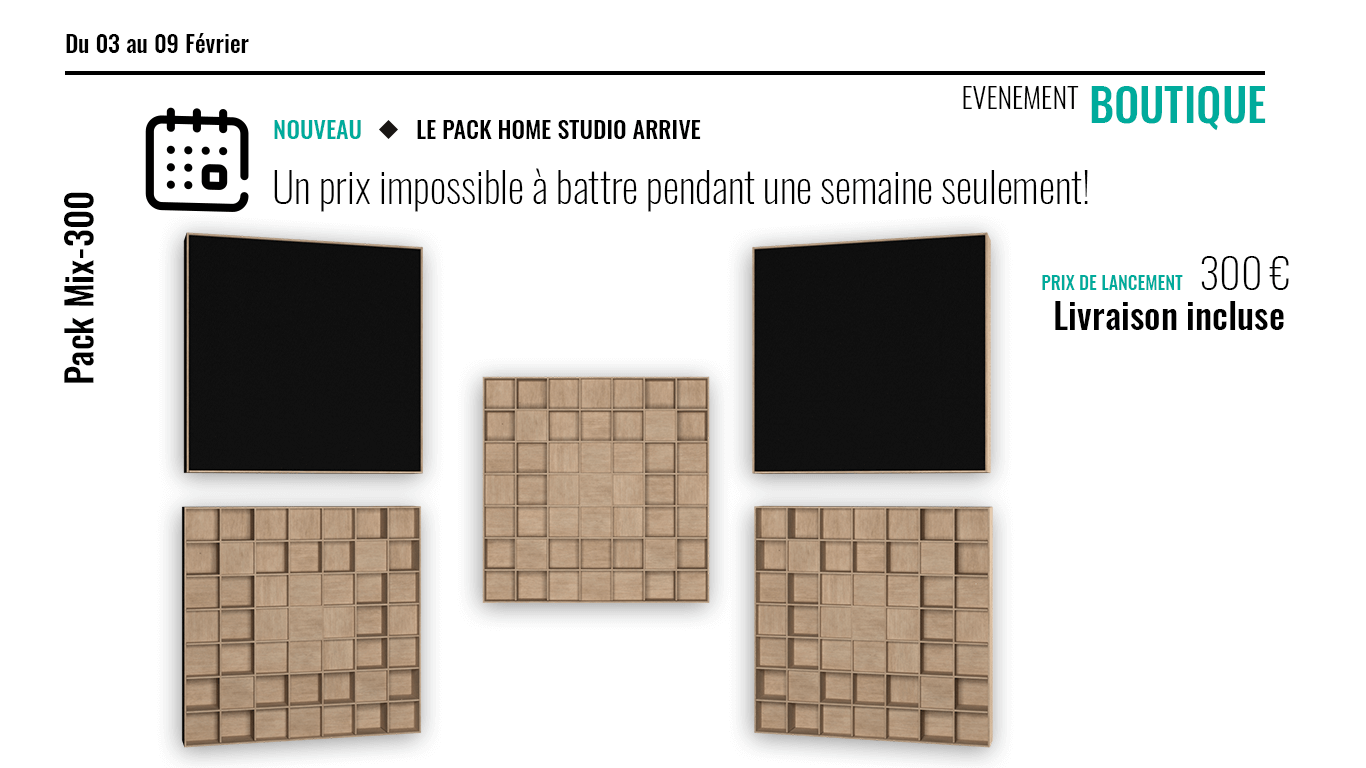 Du 03 au 09 Février
EVENEMENT BOUTIQUE
NOUVEAU ◆ LE PACK HOME STUDIO ARRIVE
Un prix impossible à battre pendant une semaine seulement!
Pack Mix-300
PRIX DE LANCEMENT 300 €
Livraison incluse